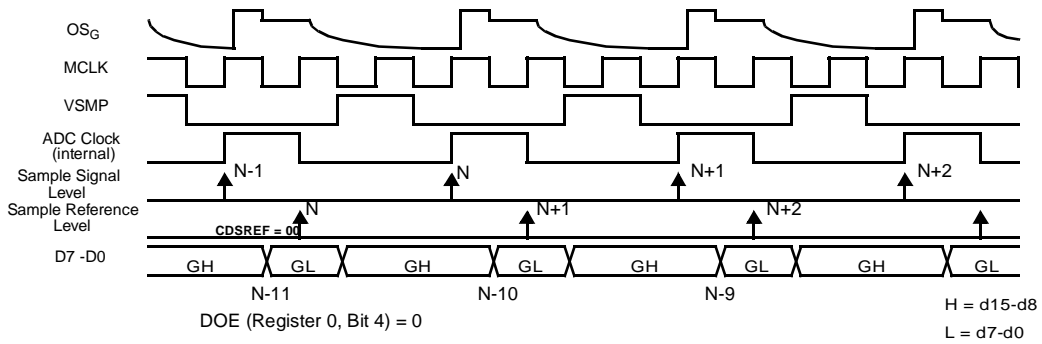 OSG
MCLK
VSMP
ADC Clock
(internal)
Sample Signal
Level
N-1
N
N+1
N+2
Sample Reference
Level
CDSREF = 00
N
N+1
N+2
D7 -D0
GH
GL
GH
GL
GH
GL
GH
GL
N-11
N-10
N-9
DOE (Register 0, Bit 4) = 0
H = d15-d8
L = d7-d0